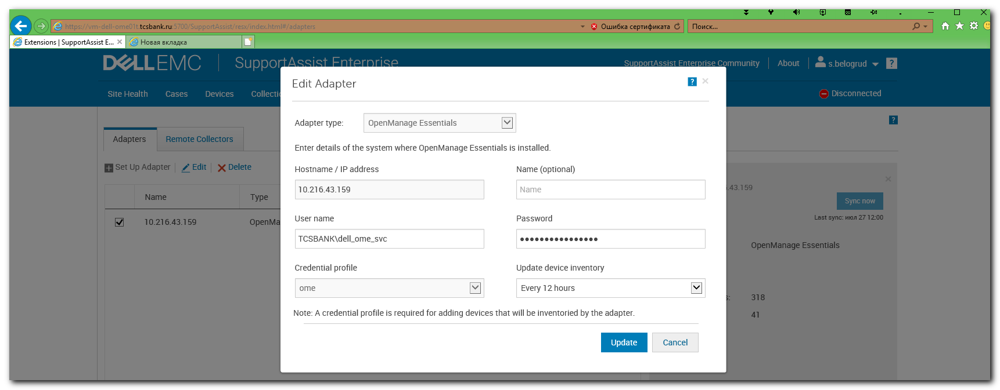 https://vm-dell-ome01t.tcsbank.ru:5700/SupportAssist/resx/index.html#/adapters
Ошибка сертификата
Поиск...
Extensions | SupportAssist E...
Новая вкладка
DELLEMC
SupportAssist Enterprise
SupportAssist Enterprise Community
About
s.belogrud
?
Site Health
Cases
Devices
Collectio
Disconnected
Edit Adapter
?
Adapter type:
OpenManage Essentials
?
Adapters
Remote Collectors
Enter details of the system where OpenManage Essentials is installed.
Set Up Adapter
Edit
Delete
Hostname / IP address
Name (optional)
10.216.43.159
Name
.43.159
Name
Type
Sync now
Last sync: июл 27 12:00
User name
Password
10.216.43.159
OpenMa
TCSBANK\dell_ome_svc
••••••••••••••••
OpenManage Essentials
Credential profile
Update device inventory
ome
Every 12 hours
s:
318
Note: A credential profile is required for adding devices that will be inventoried by the adapter.
41
Update
Cancel